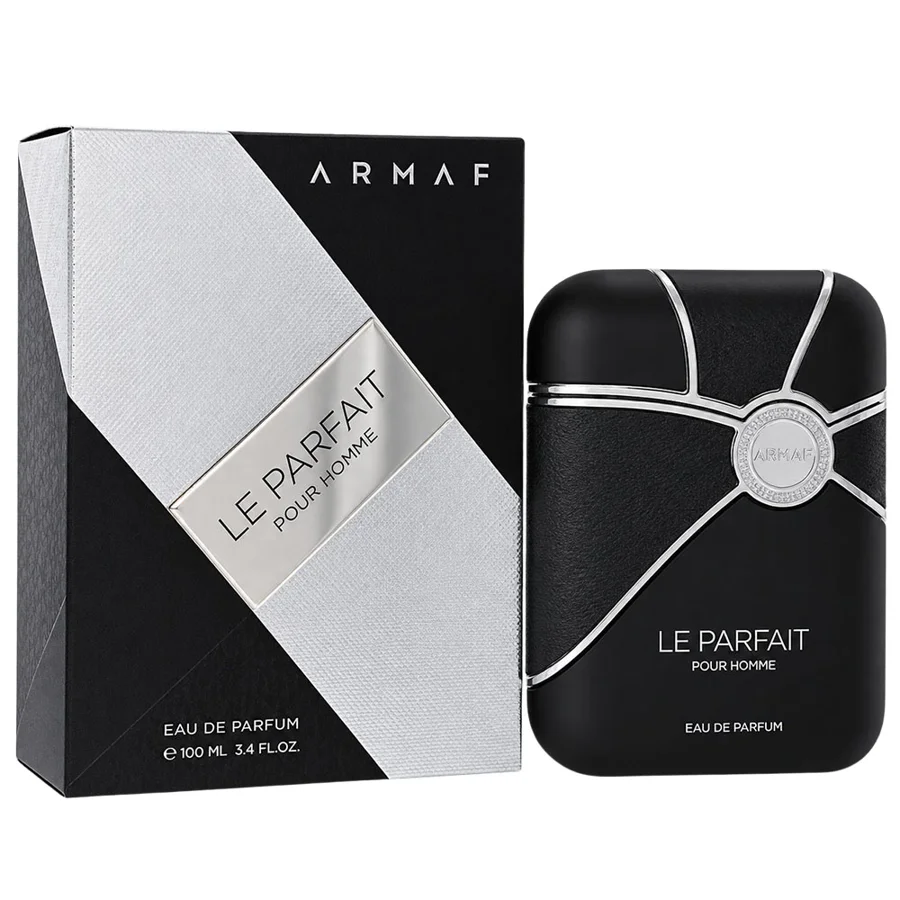 ARMAF
LE PARFAIT
POUR HOMME
EAU DE PARFUM
℮ 100 ML 3.4 FL.OZ.
ARMAF
LE PARFAIT
POUR HOMME
EAU DE PARFUM